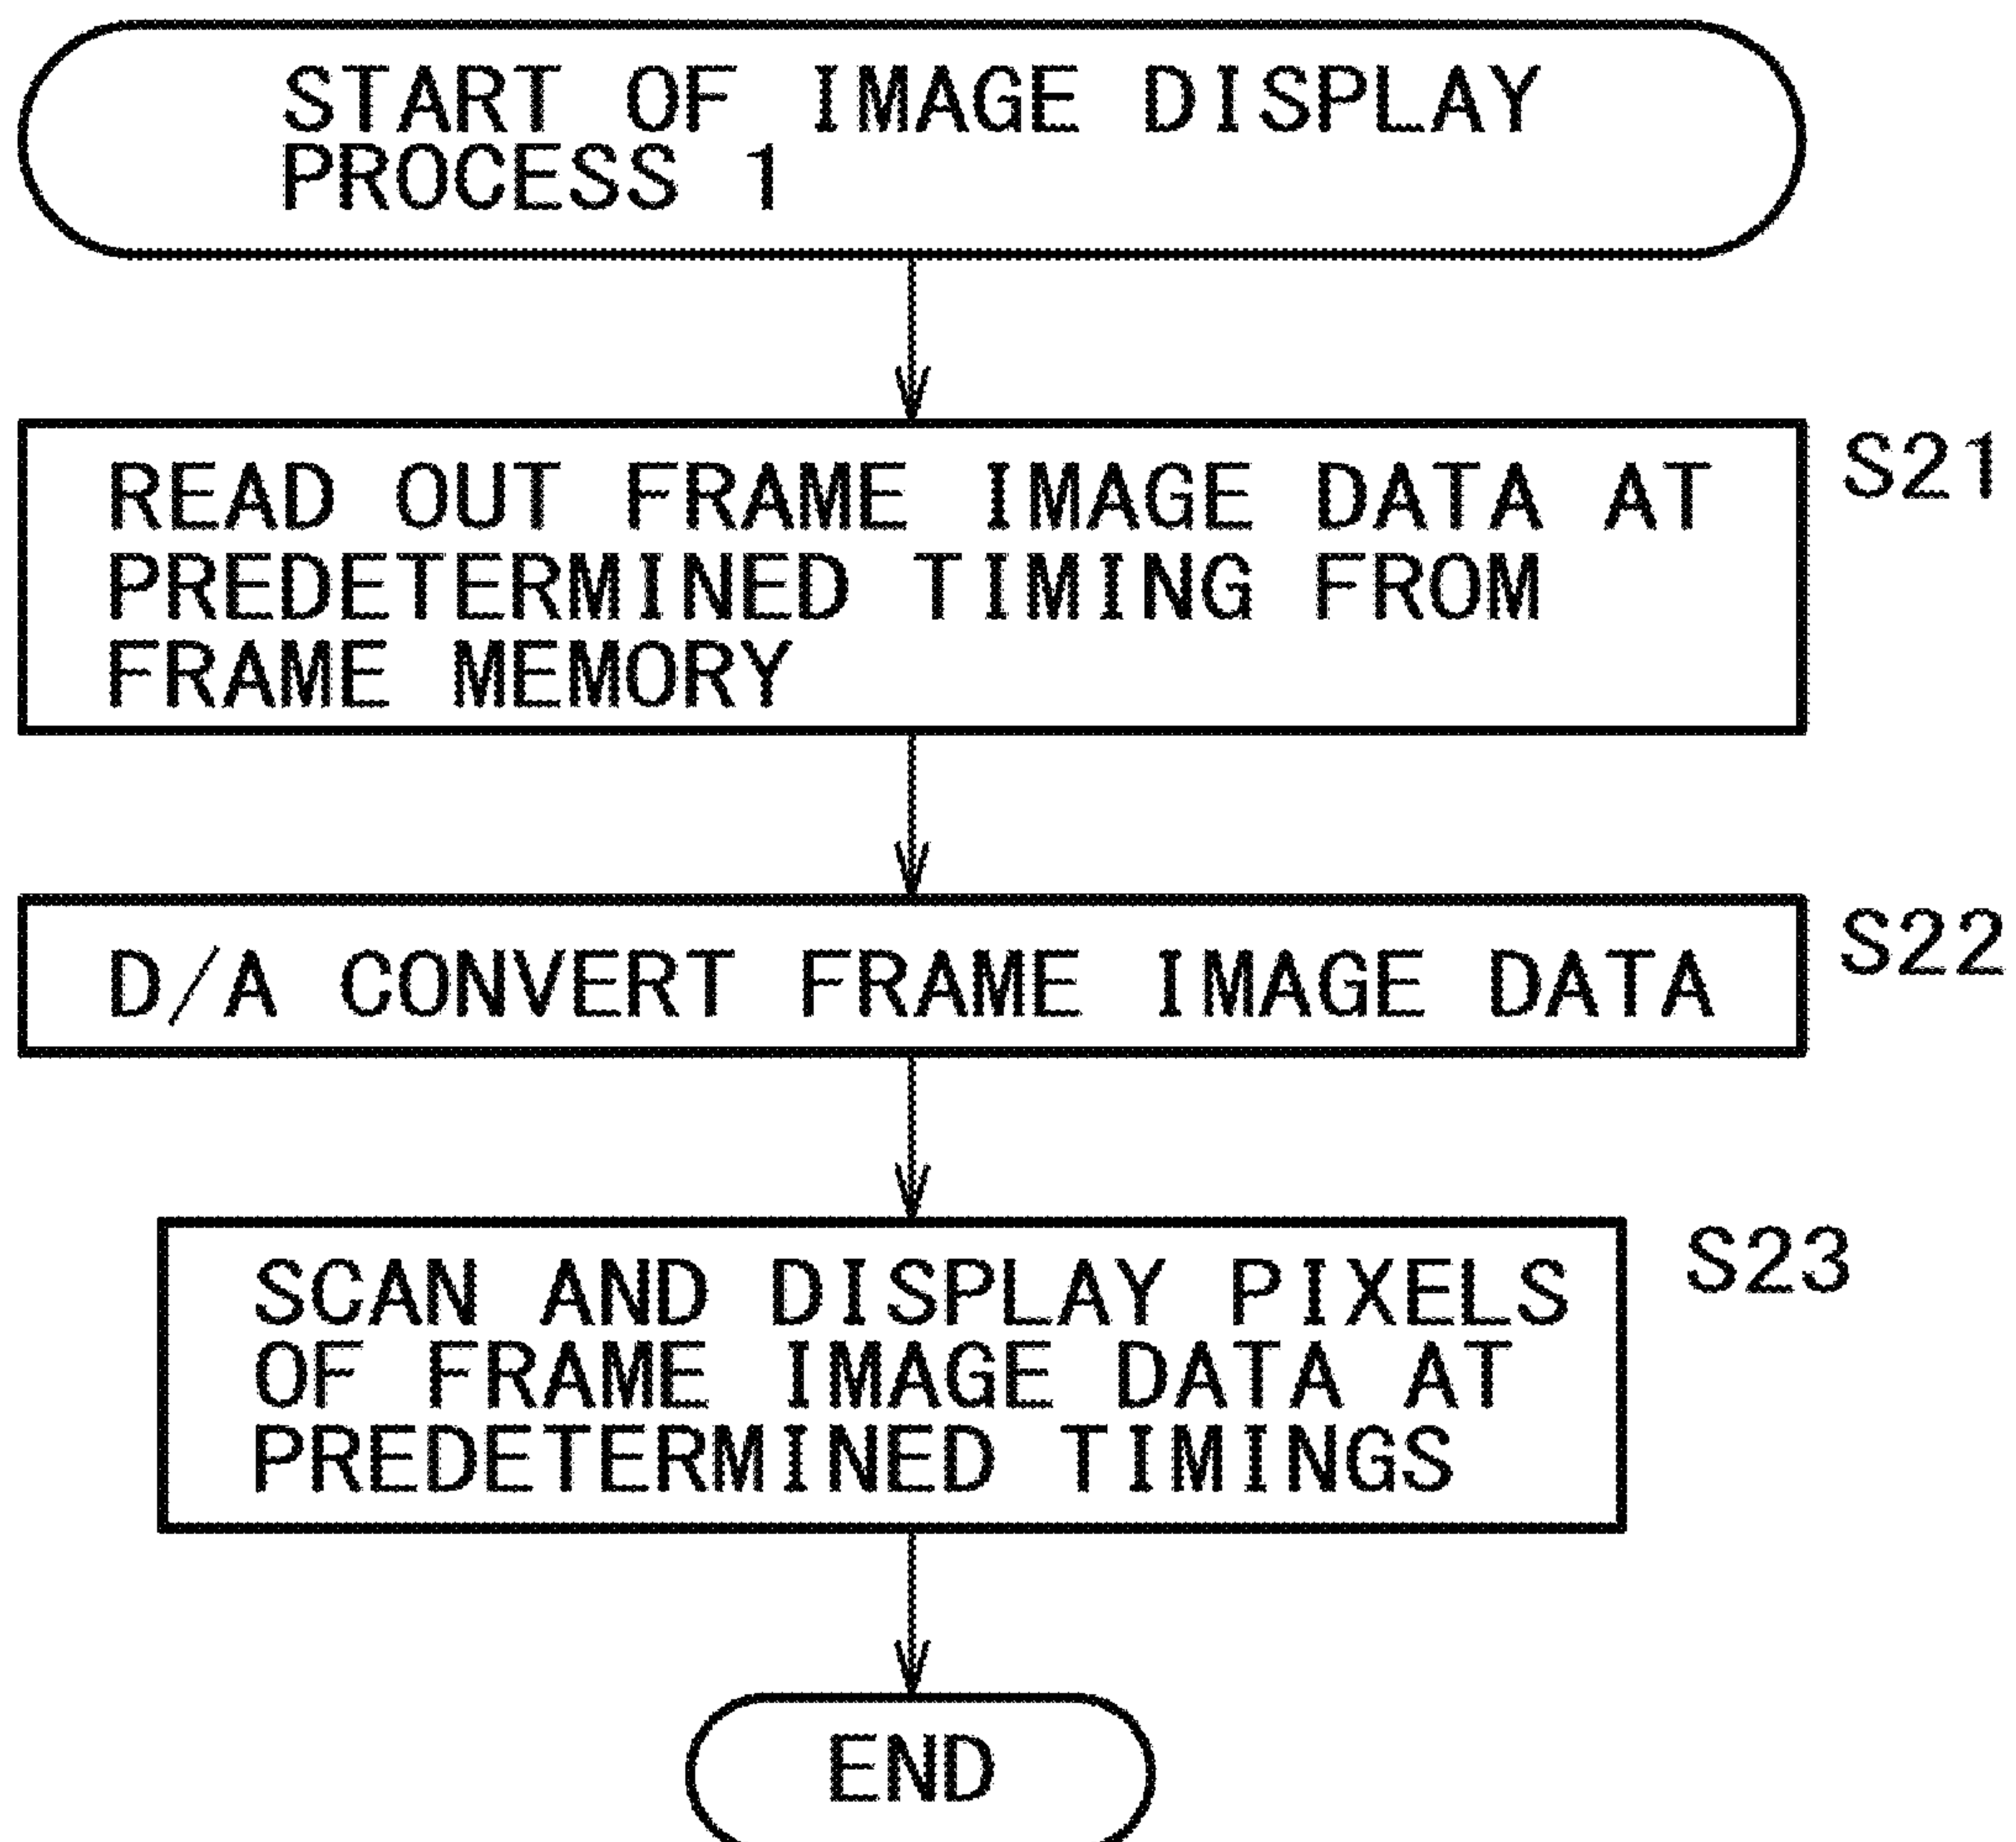 START OF IMAGE DISPLAY
PROCESS 1
READ OUT FRAME IMAGE DATA AT
PREDETERMINED TIMING FROM
FRAME MEMORY
S21
D/A CONVERT FRAME IMAGE DATA
S22
SCAN AND DISPLAY PIXELS
OF FRAME IMAGE DATA AT
PREDETERMINED TIMINGS
S23
END